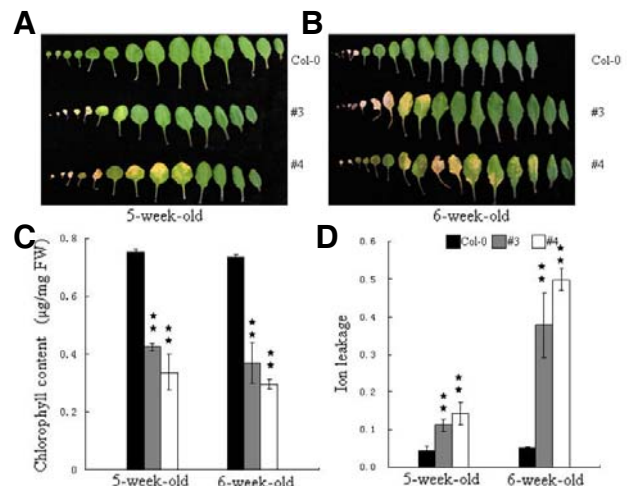 A
Col-0
#3
#4
5-week-old
B
Col-0
#3
#4
6-week-old
C
Chlorophyll content (μg/mg FW)
0.8
0.6
0.4
0.2
0
★★
★★
★★
★★
5-week-old 6-week-old
D
Col-0 #3 #4
Ion leakage
0.6
0.5
0.4
0.3
0.2
0.1
0.0
★★
★★
★★
★★
5-week-old 6-week-old